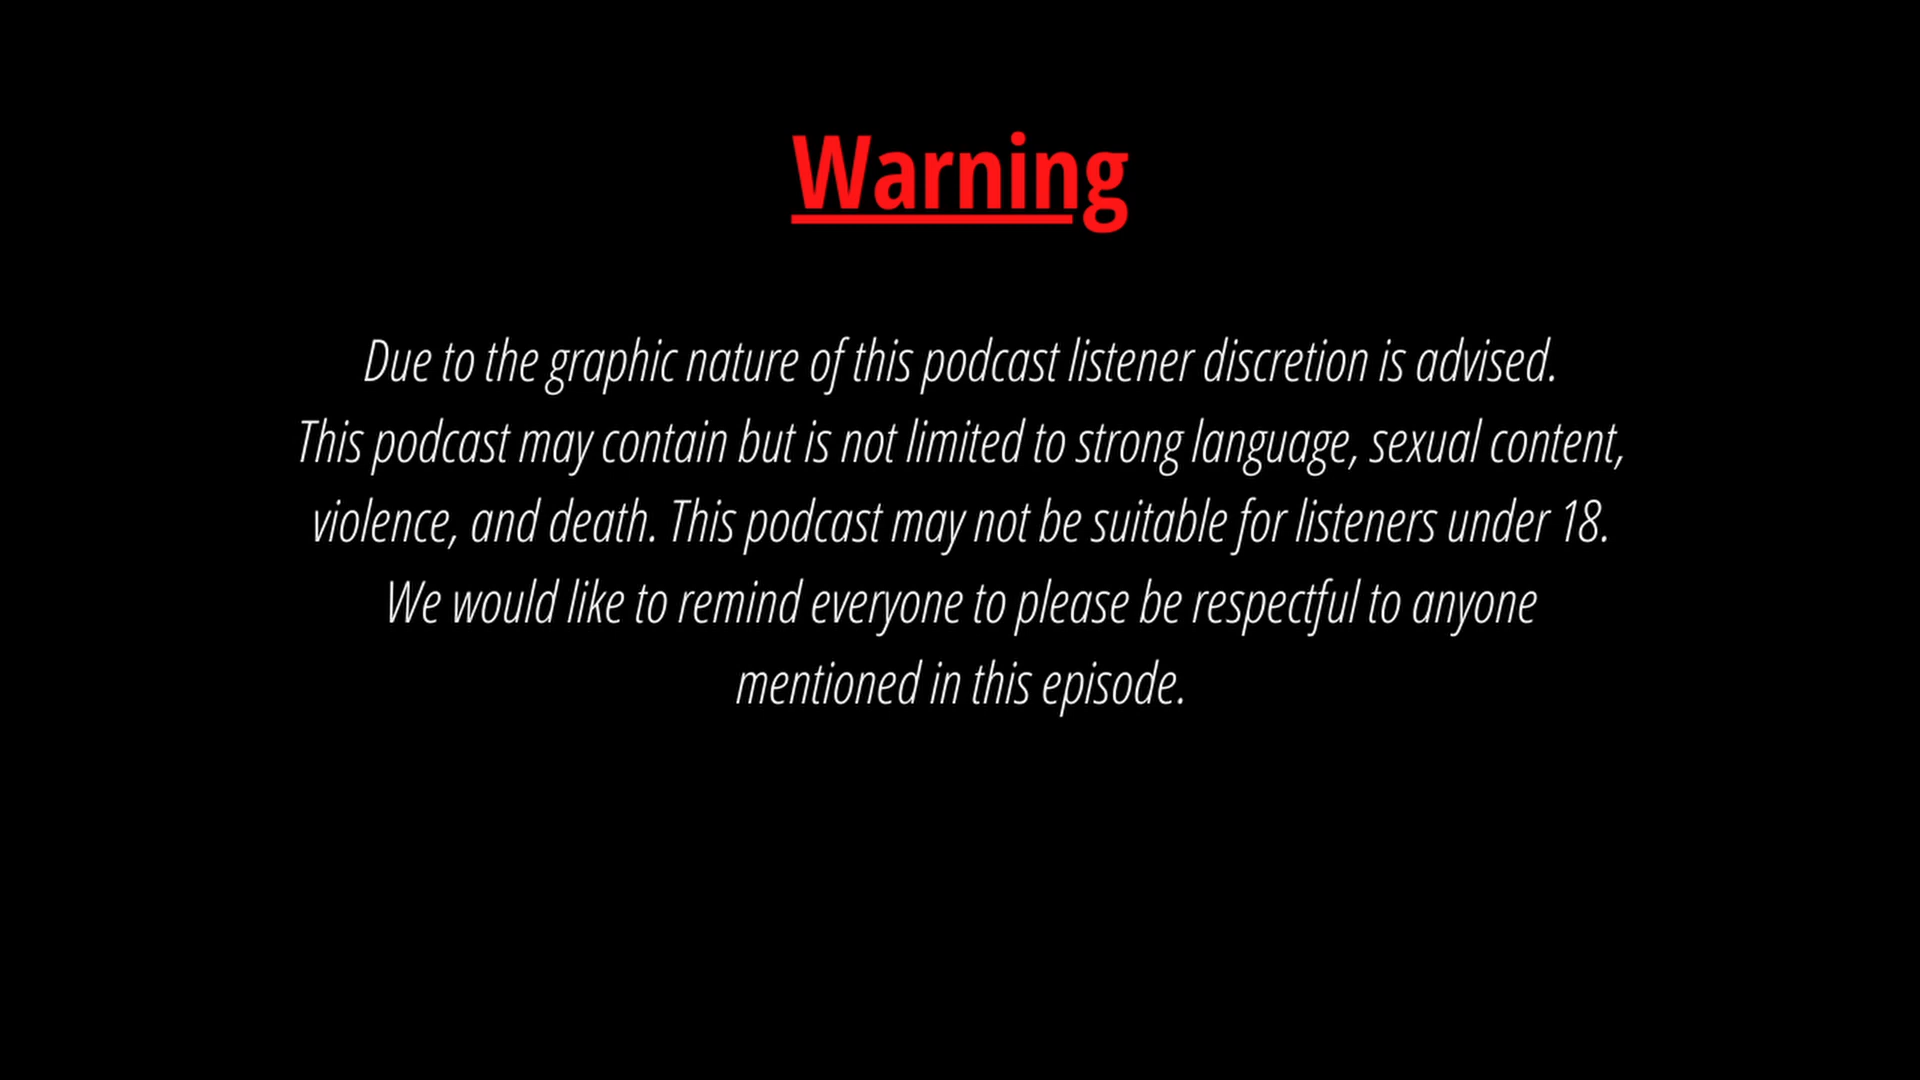 Warning
Due to the graphic nature of this podcast listener discretion is advised.
This podcast may contain but is not limited to strong language, sexual content,
violence, and death. This podcast may not be suitable for listeners under 18.
We would like to remind everyone to please be respectful to anyone
mentioned in this episode.